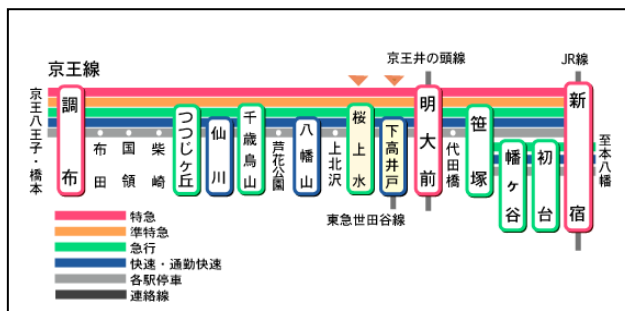 京王線
京王井の頭線
JR線
京王八王子・橋本
調布
布田
国領
柴崎
つつじヶ丘
仙川
千歳烏山
芦花公園
八幡山
上北沢
桜上水
下高井戸
明大前
代田橋
笹塚
幡ヶ谷
初台
新宿
至本八幡
東急世田谷線
特急
準特急
急行
快速・通勤快速
各駅停車
連絡線